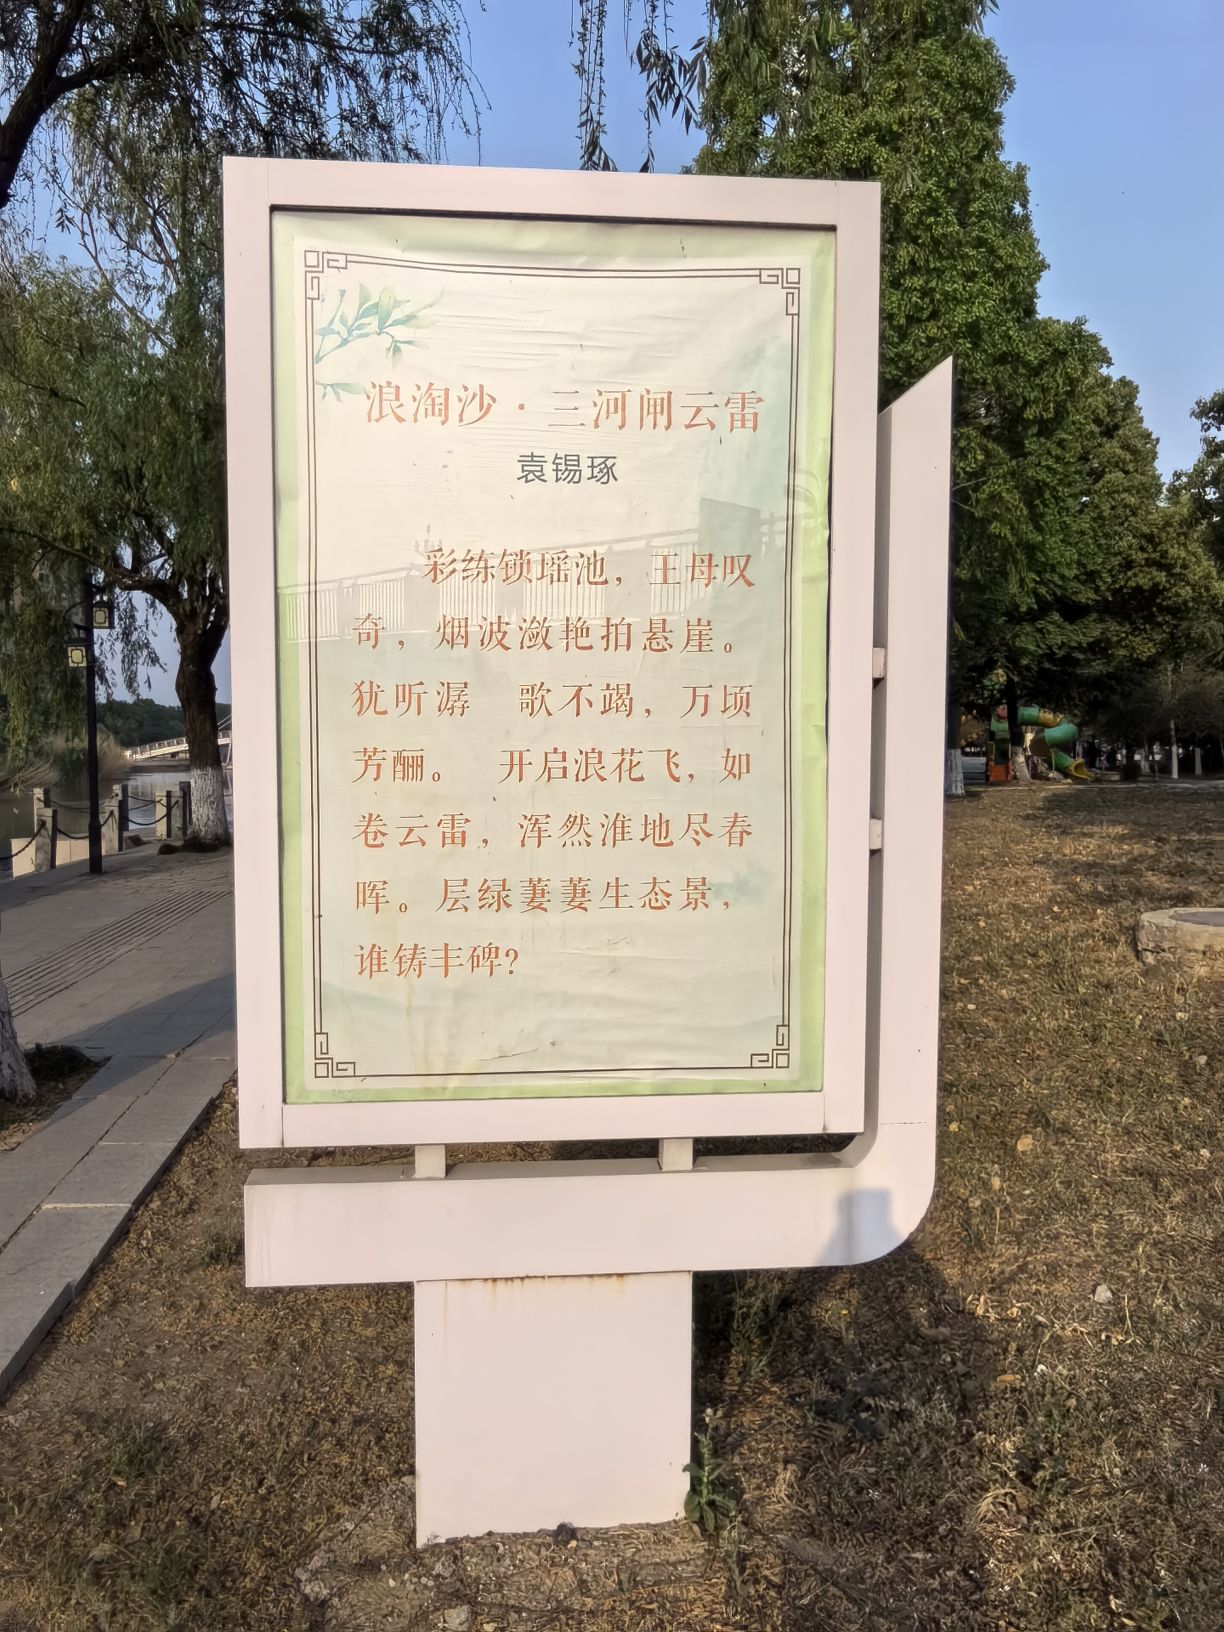 浪淘沙·三河闸云雷
袁锡琢
彩练锁瑶池，王母叹
奇，烟波潋艳拍悬崖。
犹听潺　歌不竭，万顷
芳酾。　开启浪花飞，如
卷云雷，浑然淮地尽春
晖。层绿萋萋生态景，
谁铸丰碑?